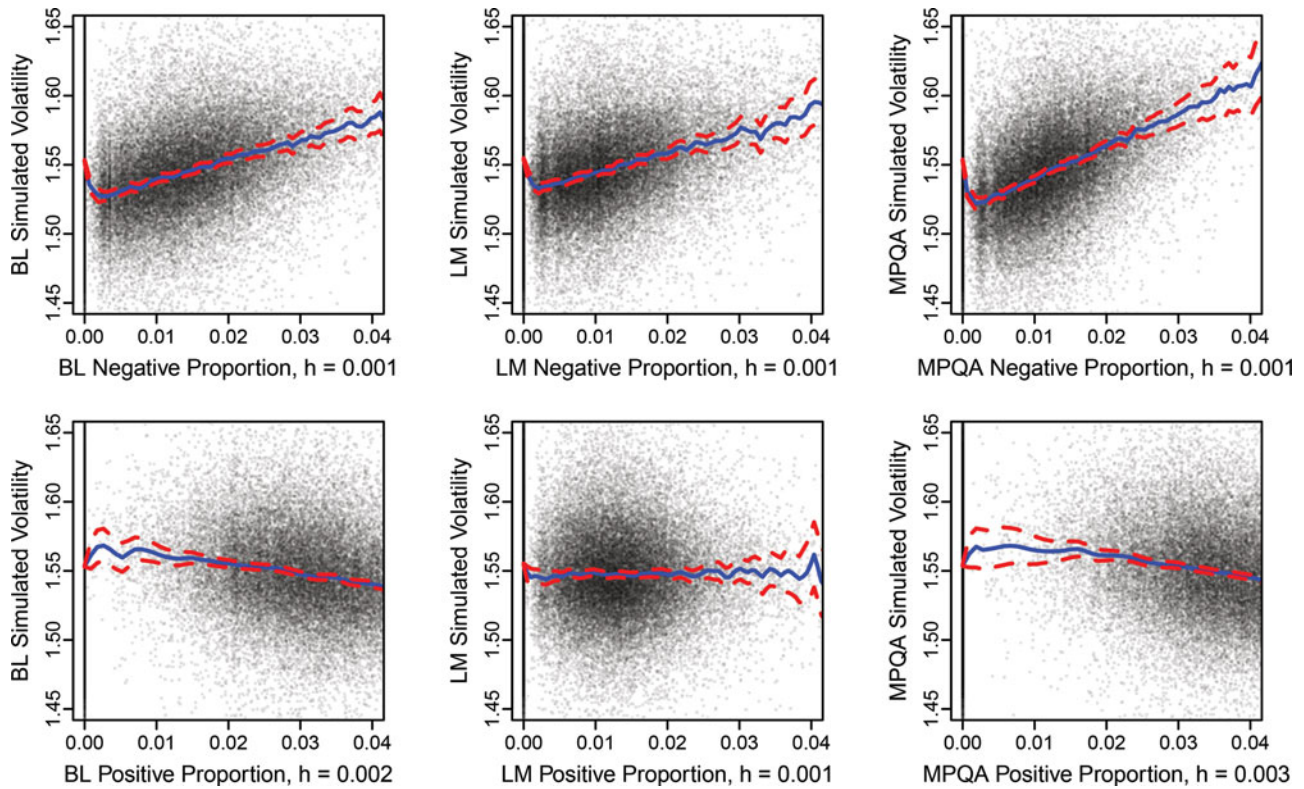 BL Simulated Volatility
1.45 1.50 1.55 1.60 1.65
0.00 0.01 0.02 0.03 0.04
BL Negative Proportion, h = 0.001
LM Simulated Volatility
1.45 1.50 1.55 1.60 1.65
0.00 0.01 0.02 0.03 0.04
LM Negative Proportion, h = 0.001
MPQA Simulated Volatility
1.45 1.50 1.55 1.60 1.65
0.00 0.01 0.02 0.03 0.04
MPQA Negative Proportion, h = 0.001
BL Simulated Volatility
1.45 1.50 1.55 1.60 1.65
0.00 0.01 0.02 0.03 0.04
BL Positive Proportion, h = 0.002
LM Simulated Volatility
1.45 1.50 1.55 1.60 1.65
0.00 0.01 0.02 0.03 0.04
LM Positive Proportion, h = 0.001
MPQA Simulated Volatility
1.45 1.50 1.55 1.60 1.65
0.00 0.01 0.02 0.03 0.04
MPQA Positive Proportion, h = 0.003